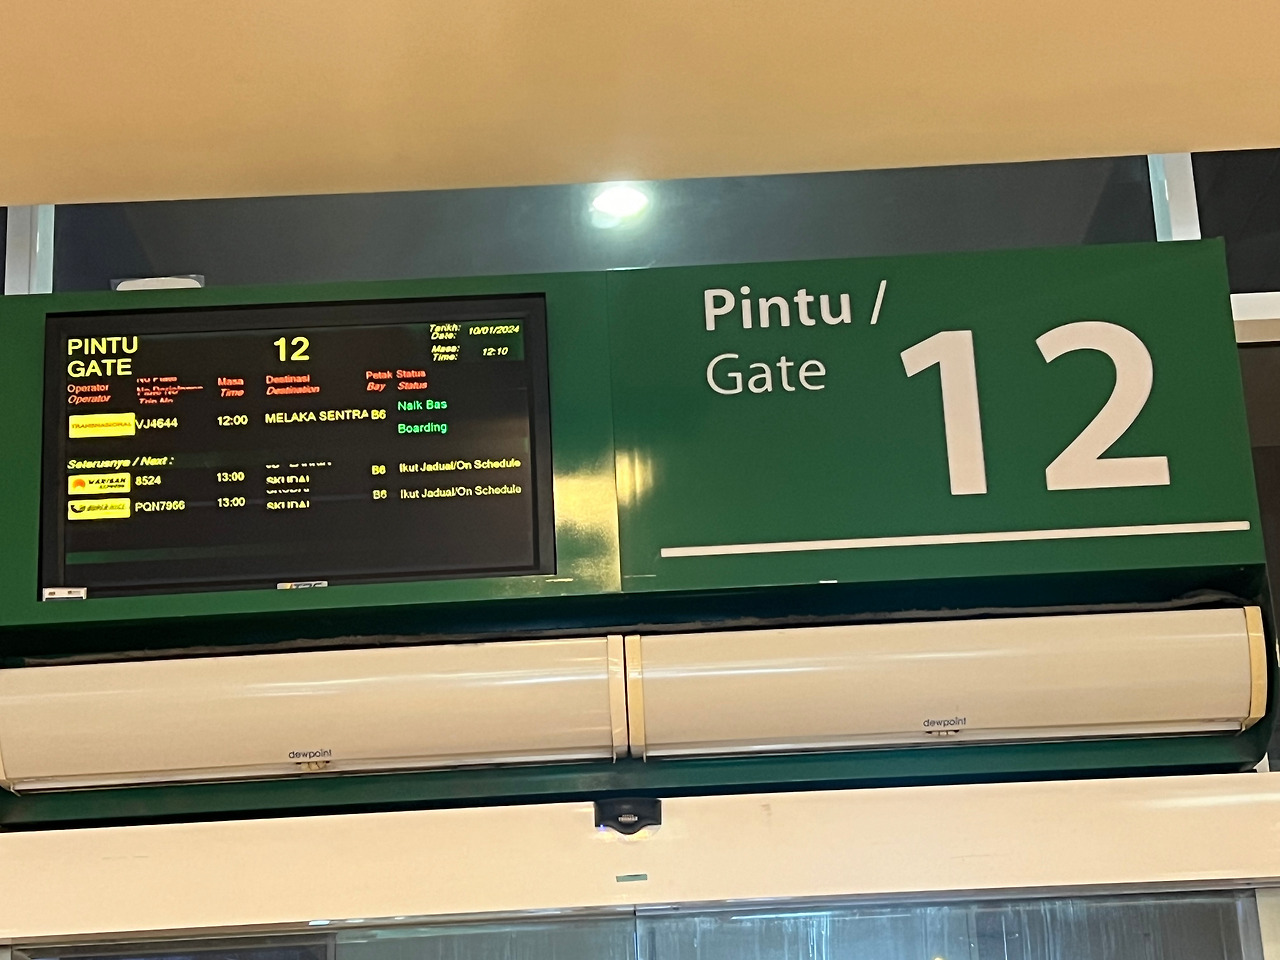 PINTU
GATE
12
Tarikh:
Date:
10/01/2024
Masa:
Time:
12:10
Operator
Operator
Masa
Time
Destinasi
Destination
Petak
Bay
Status
Status
TRANSNASIONAL VJ4644 12:00 MELAKA SENTRA B6 Naik Bas
Boarding
Seterusnya / Next :
WARISAN 8524 13:00 SKUDAI B6 Ikut Jadual/On Schedule
PQN7966 13:00 SKUDAI B6 Ikut Jadual/On Schedule
Pintu /
Gate
12
dewpoint
dewpoint